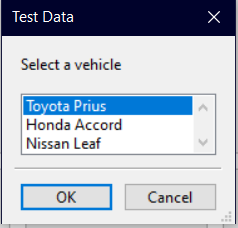 Test Data
Select a vehicle
Toyota Prius
Honda Accord
Nissan Leaf
OK
Cancel